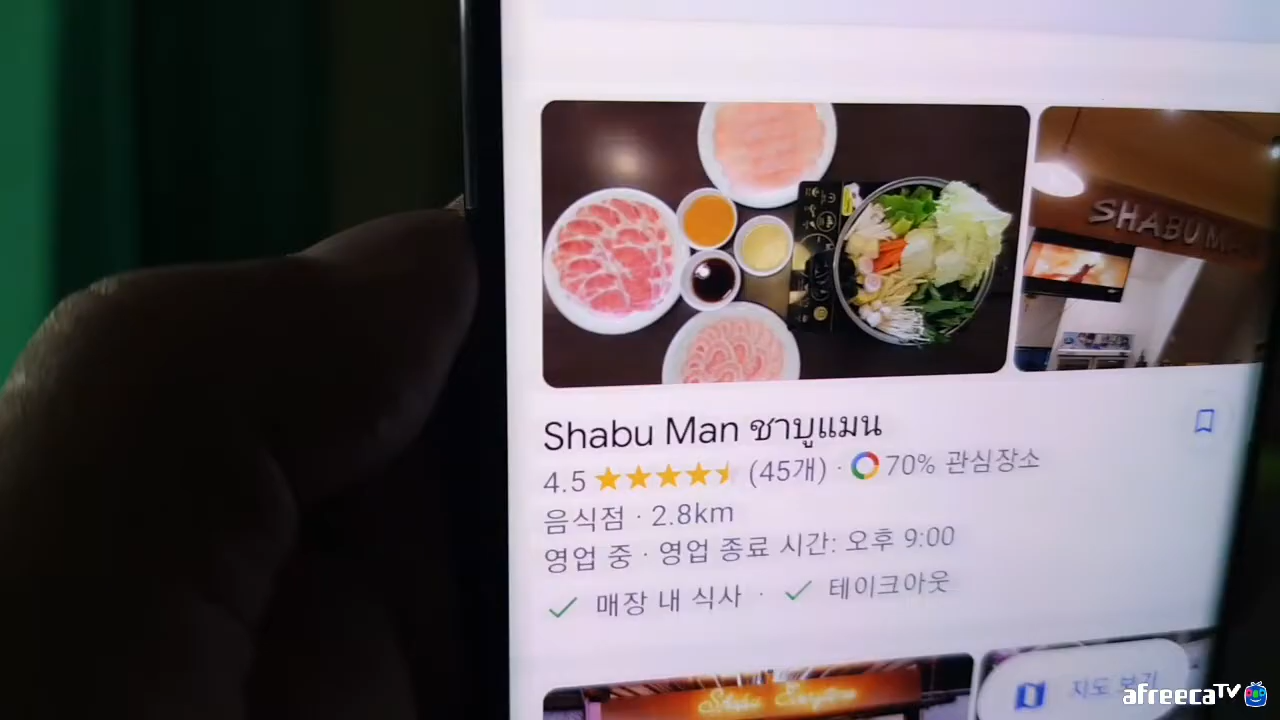 SHABU MA
Shabu Man ชาบูแมน
4.5 (45개) · 70% 관심장소
음식점 · 2.8km
영업 중 · 영업 종료 시간: 오후 9:00
매장 내 식사 · 테이크아웃
지도 보기
afreecaTV